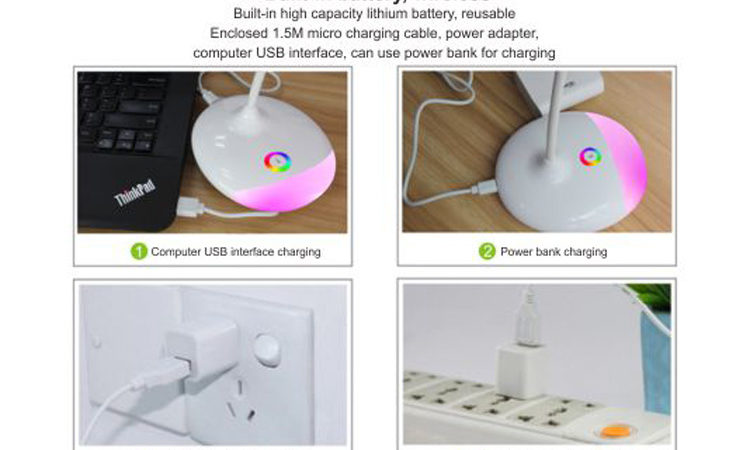 Built-in high capacity lithium battery, reusable
Enclosed 1.5M micro charging cable, power adapter,
computer USB interface, can use power bank for charging
ThinkPad
1 Computer USB interface charging
2 Power bank charging